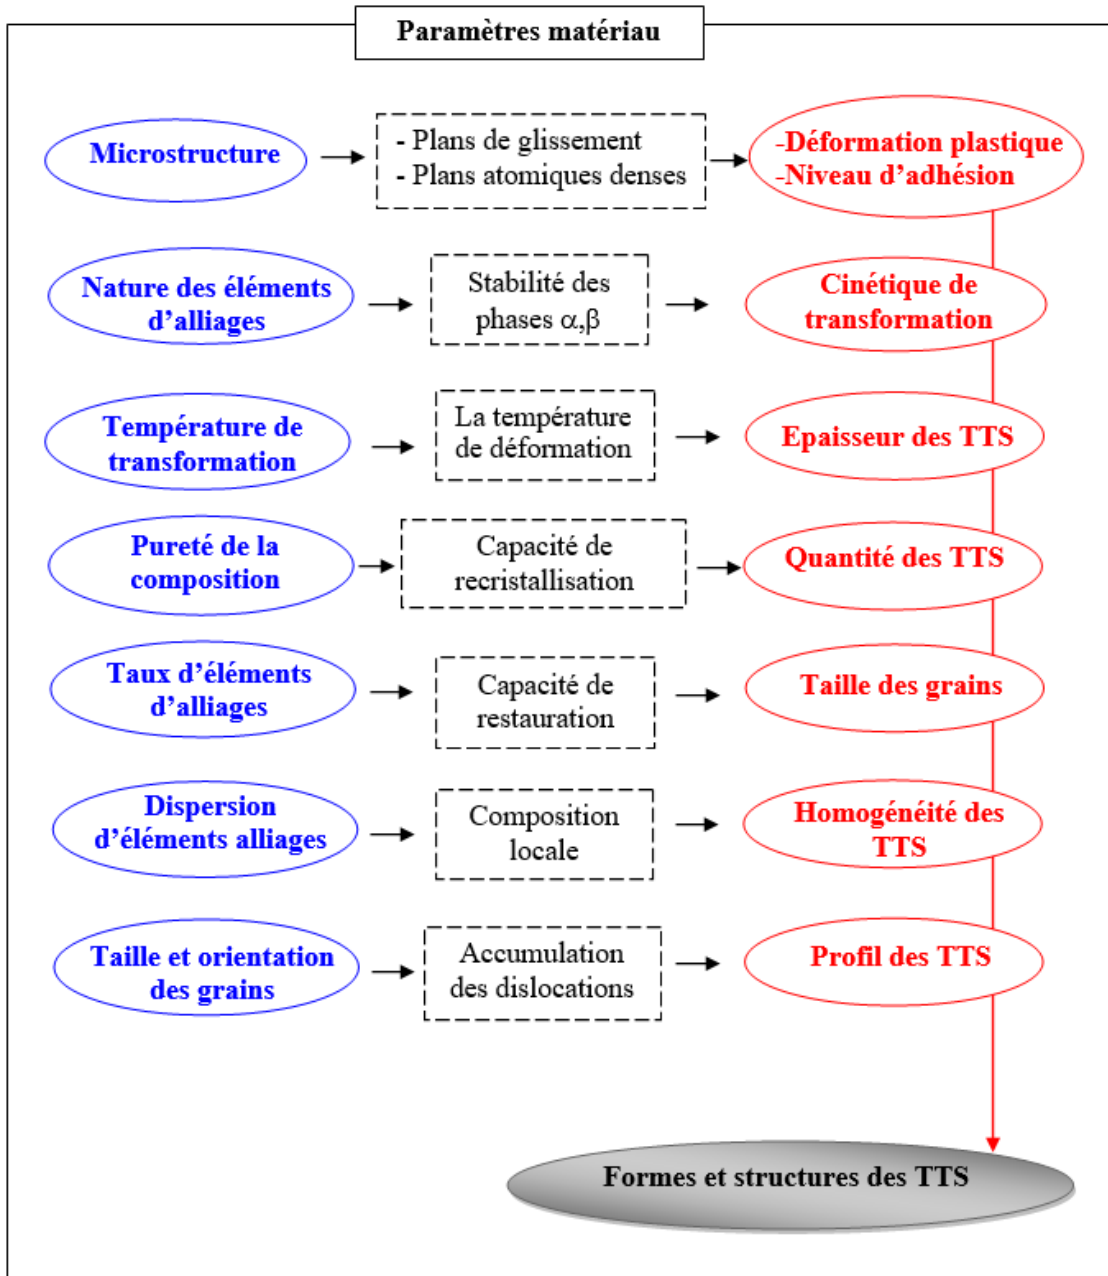 Paramètres matériau
Microstructure
- Plans de glissement
- Plans atomiques denses
-Déformation plastique
-Niveau d’adhésion
Nature des éléments
d’alliages
Stabilité des
phases α,β
Cinétique de
transformation
Température de
transformation
La température
de déformation
Epaisseur des TTS
Pureté de la
composition
Capacité de
recristallisation
Quantité des TTS
Taux d’éléments
d’alliages
Capacité de
restauration
Taille des grains
Dispersion
d’éléments alliages
Composition
locale
Homogénéité des
TTS
Taille et orientation
des grains
Accumulation
des dislocations
Profil des TTS
Formes et structures des TTS